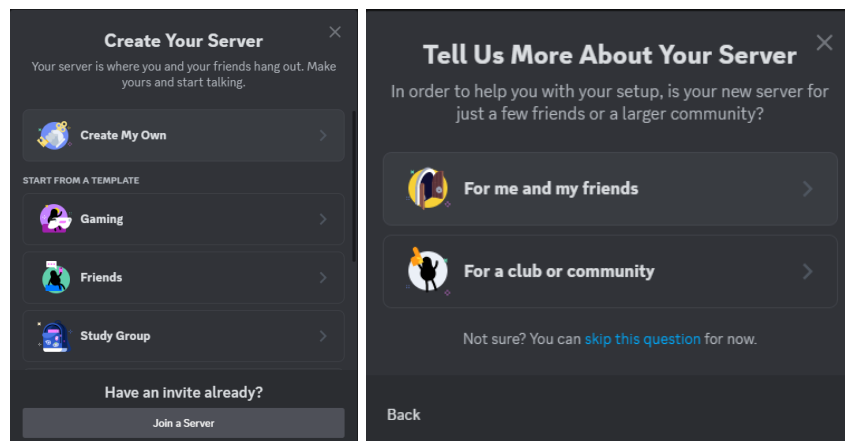 Create Your Server
Your server is where you and your friends hang out. Make
yours and start talking.
Create My Own
START FROM A TEMPLATE
Gaming
Friends
Study Group
Have an invite already?
Join a Server
Tell Us More About Your Server
In order to help you with your setup, is your new server for
just a few friends or a larger community?
For me and my friends
For a club or community
Not sure? You can skip this question for now.
Back